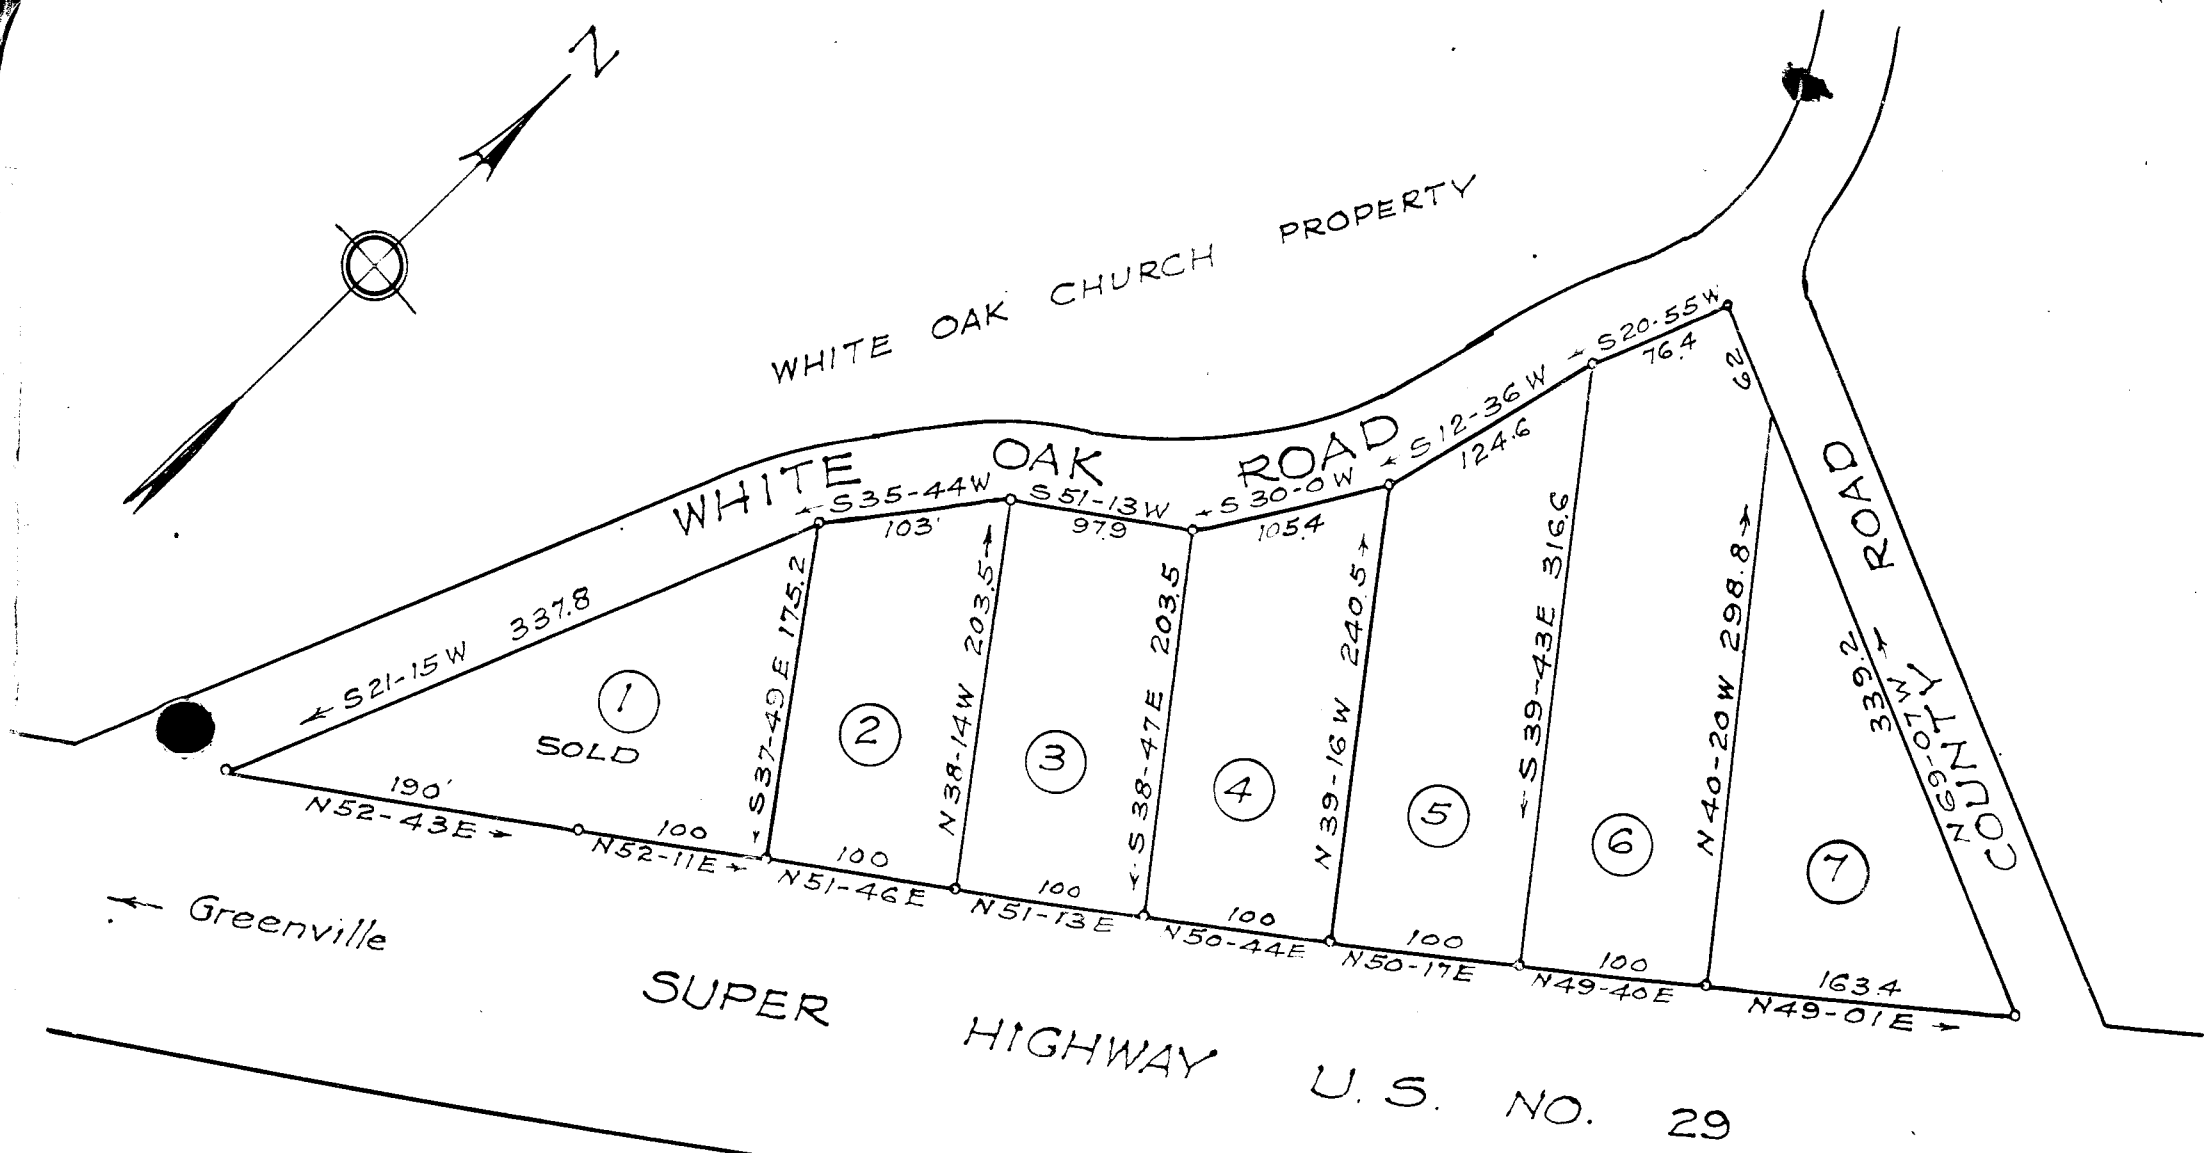 N
WHITE OAK CHURCH PROPERTY
WHITE OAK ROAD
S21-15W 337.8
S35-44W
103'
S51-13W
97.9
S30-0W
105.4
S12-36W
124.6
S20-55W
76.4
62
1
SOLD
S37-49E 175.2
2
N38-14W 203.5
3
S38-47E 203.5
4
N39-16W 240.5
5
S39-43E 316.6
6
N40-20W 298.8
7
339.2
N69-07W
COUNTY ROAD
190'
N52-43E
100
N52-11E
100
N51-46E
100
N51-13E
100
N50-44E
100
N50-17E
100
N49-40E
163.4
N49-01E
Greenville
SUPER HIGHWAY U.S. NO. 29